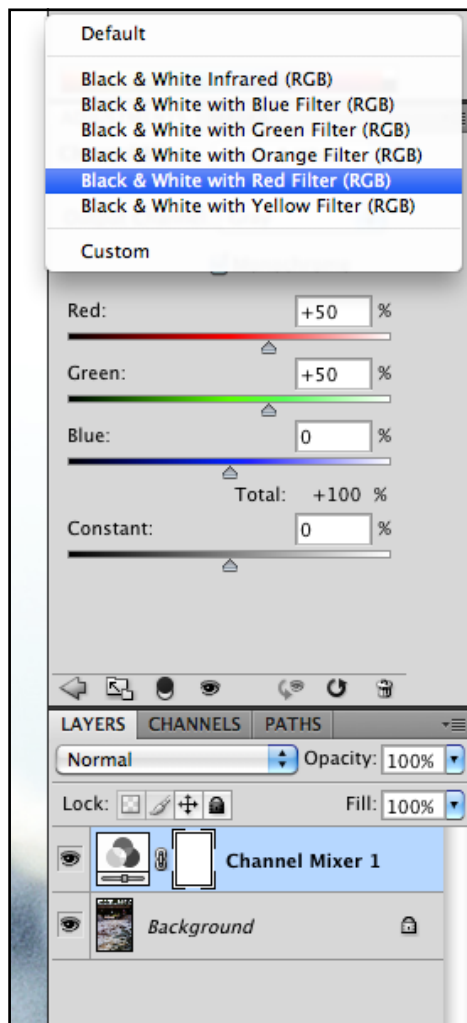 Default
Black & White Infrared (RGB)
Black & White with Blue Filter (RGB)
Black & White with Green Filter (RGB)
Black & White with Orange Filter (RGB)
Black & White with Red Filter (RGB)
Black & White with Yellow Filter (RGB)
Custom
Red: +50 %
Green: +50 %
Blue: 0 %
Total: +100 %
Constant: 0 %
LAYERS CHANNELS PATHS
Normal Opacity: 100%
Lock: Fill: 100%
Channel Mixer 1
Background